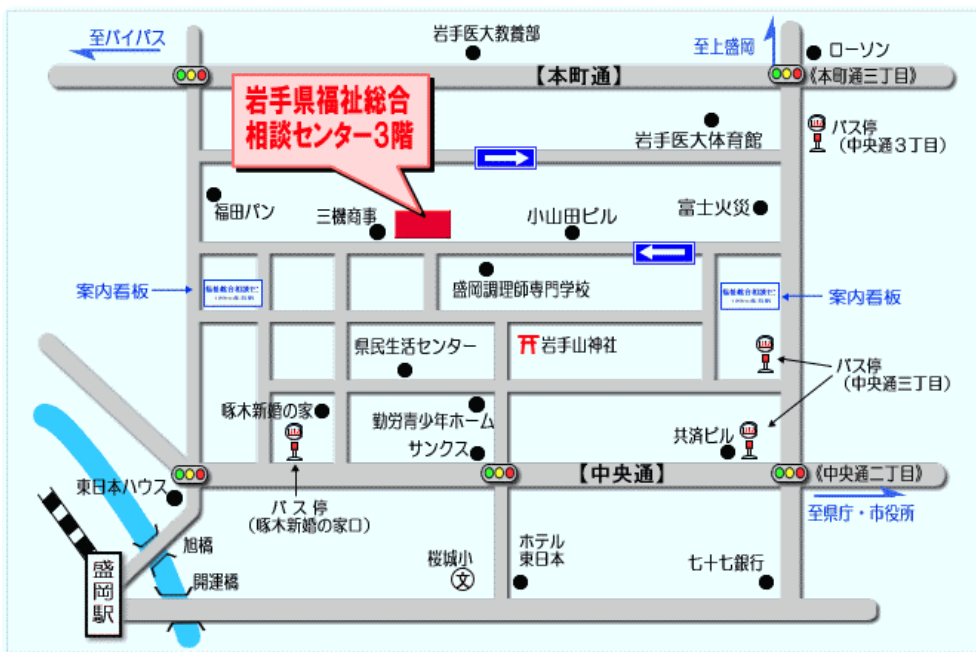 至バイパス
岩手医大教養部
至上盛岡
ローソン
【本町通】
《本町通三丁目》
岩手県福祉総合
相談センター3階
岩手医大体育館
バス停
(中央通3丁目)
福田パン
三機商事
小山田ビル
富士火災
案内看板
盛岡調理師専門学校
案内看板
県民生活センター
岩手山神社
バス停
(中央通三丁目)
啄木新婚の家
勤労青少年ホーム
サンクス
共済ビル
【中央通】
《中央通二丁目》
東日本ハウス
バス停
(啄木新婚の家口)
至県庁・市役所
旭橋
開運橋
盛岡駅
桜城小
文
ホテル
東日本
七十七銀行